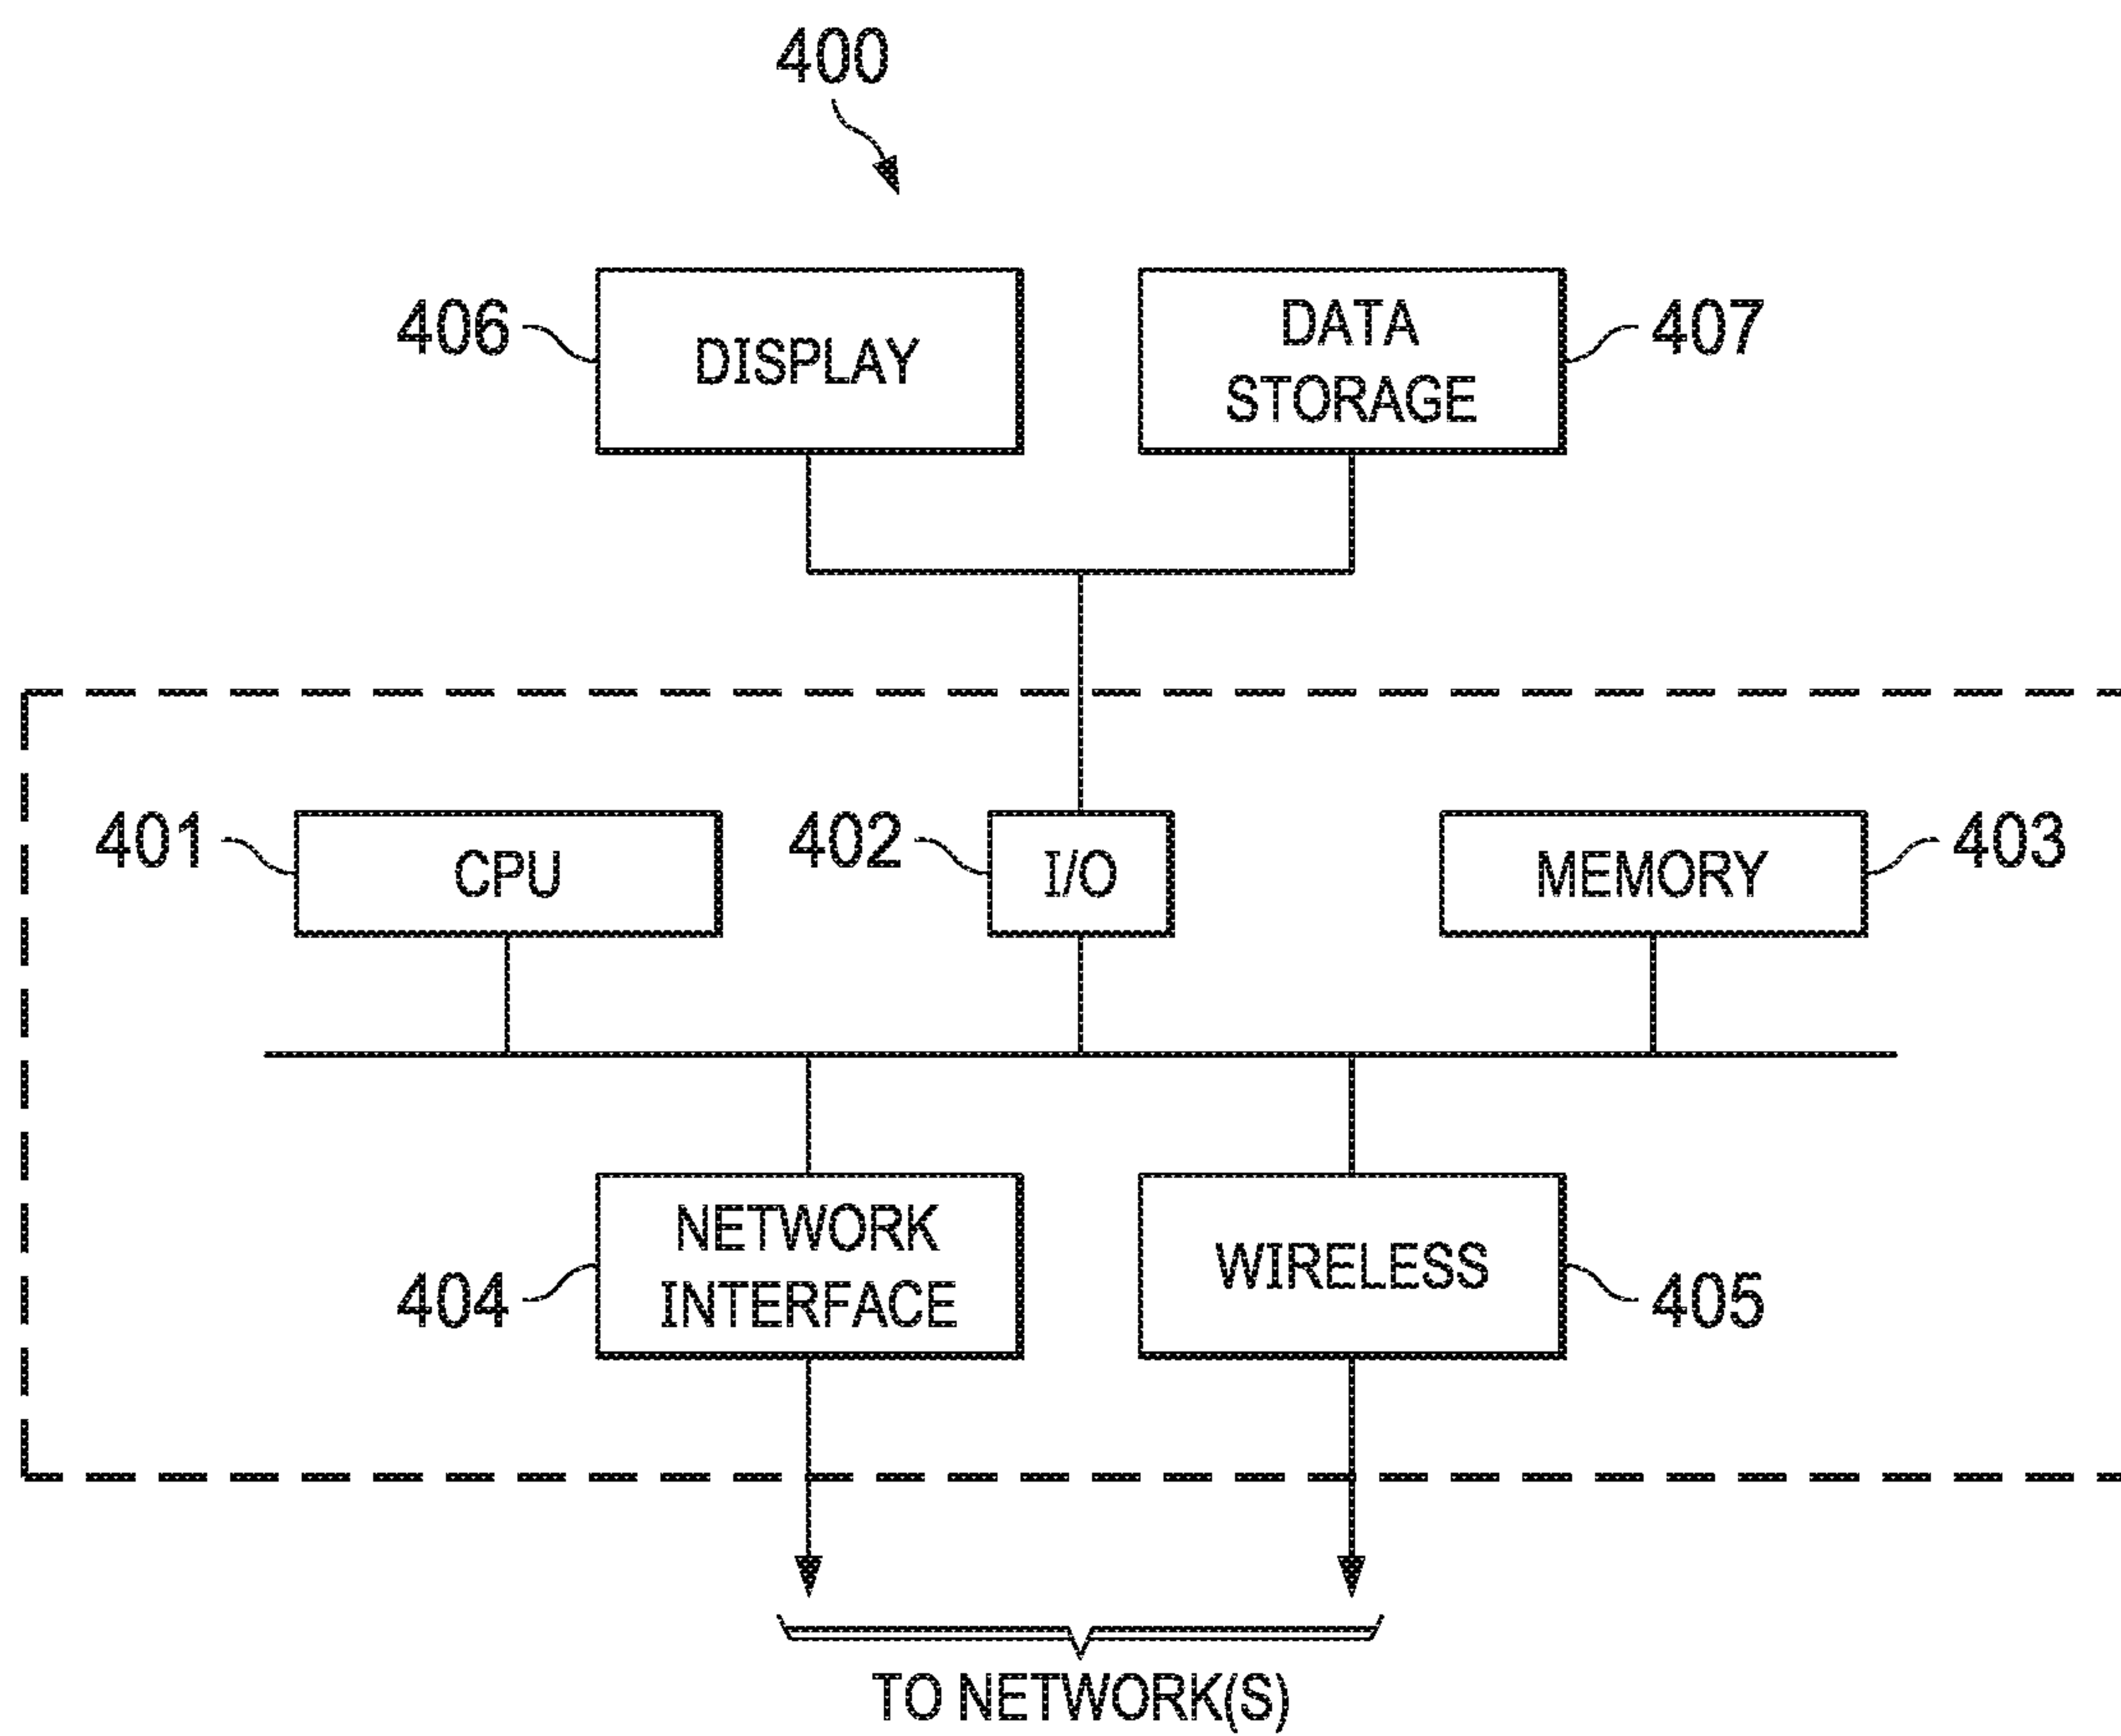 400
406
DISPLAY
DATA
STORAGE
407
401
CPU
402
I/O
MEMORY
403
404
NETWORK
INTERFACE
WIRELESS
405
TO NETWORK(S)